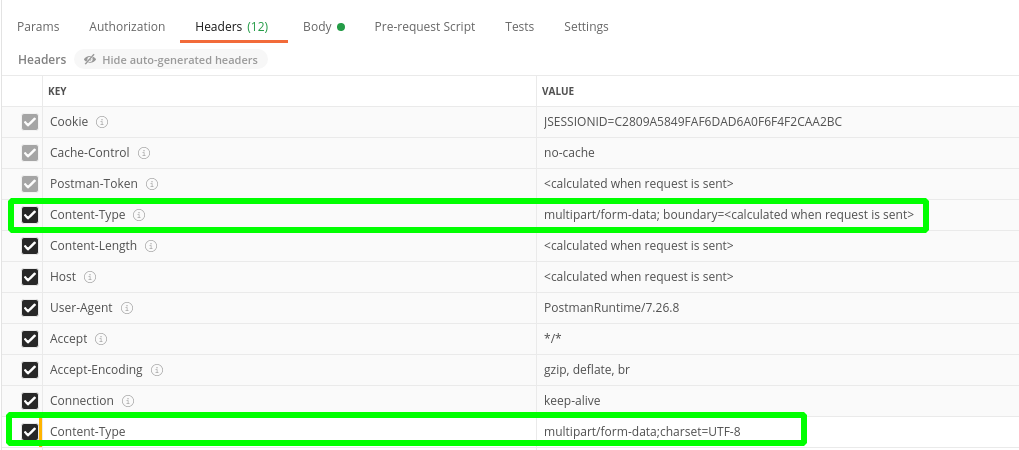 Params Authorization Headers (12) Body Pre-request Script Tests Settings
Headers Hide auto-generated headers
KEY VALUE
Cookie JSESSIONID=C2809A5849FAF6DAD6A0F6F4F2CAA2BC
Cache-Control no-cache
Postman-Token <calculated when request is sent>
Content-Type multipart/form-data; boundary=<calculated when request is sent>
Content-Length <calculated when request is sent>
Host <calculated when request is sent>
User-Agent PostmanRuntime/7.26.8
Accept */*
Accept-Encoding gzip, deflate, br
Connection keep-alive
Content-Type multipart/form-data;charset=UTF-8